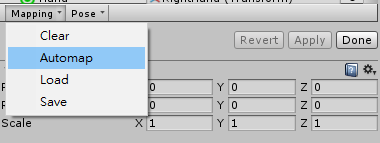 Hand RightHand (Transform)
Mapping Pose
Clear
Automap
Load
Save
Revert Apply Done
P 0 Y 0 Z 0
R 0 Y 0 Z 0
Scale X 1 Y 1 Z 1